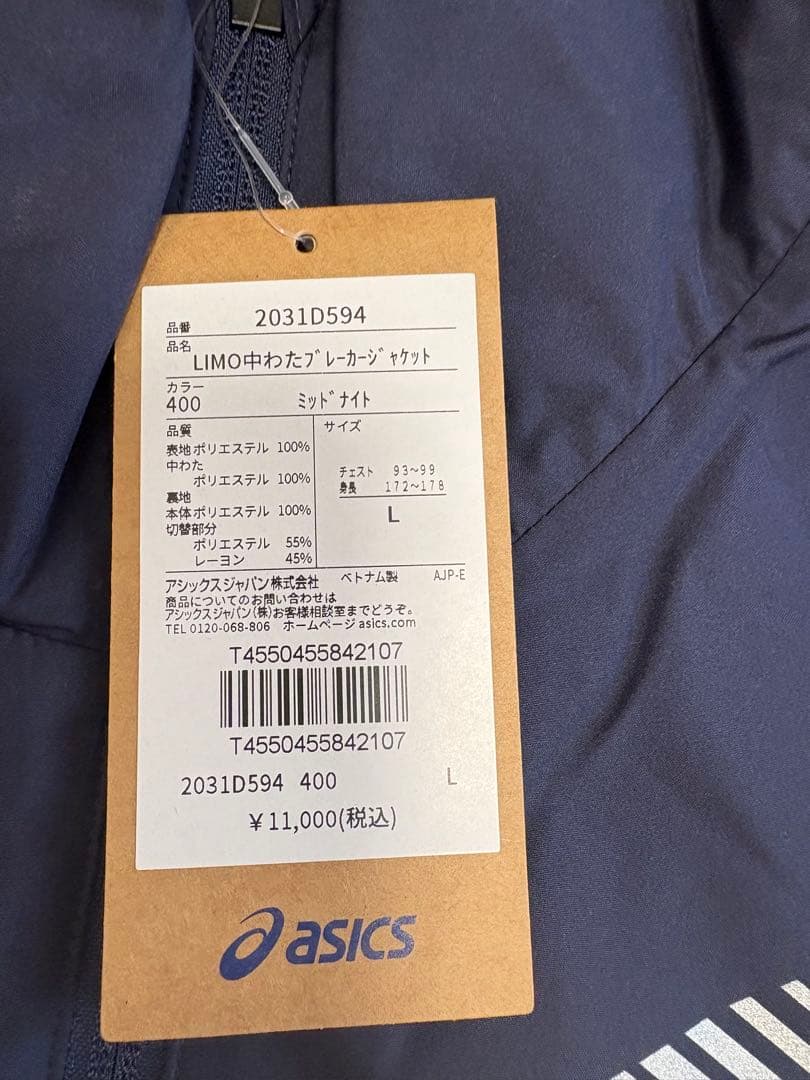 品番 2031D594
品名
LIMO中わたﾌﾞﾚｰｶｰｼﾞｬｹｯﾄ
カラー
400 ﾐｯﾄﾞﾅｲﾄ
品質
表地 ポリエステル 100%
中わた
ポリエステル 100%
裏地
本体 ポリエステル 100%
切替部分
ポリエステル 55%
レーヨン 45%
サイズ
チェスト 93～99
身長 172～178
L
アシックスジャパン株式会社 ベトナム製 AJP-E
商品についてのお問い合わせは
アシックスジャパン(株)お客様相談室までどうぞ。
TEL 0120-068-806 ホームページ asics.com
T4550455842107
T4550455842107
2031D594 400 L
￥11,000(税込)
asics